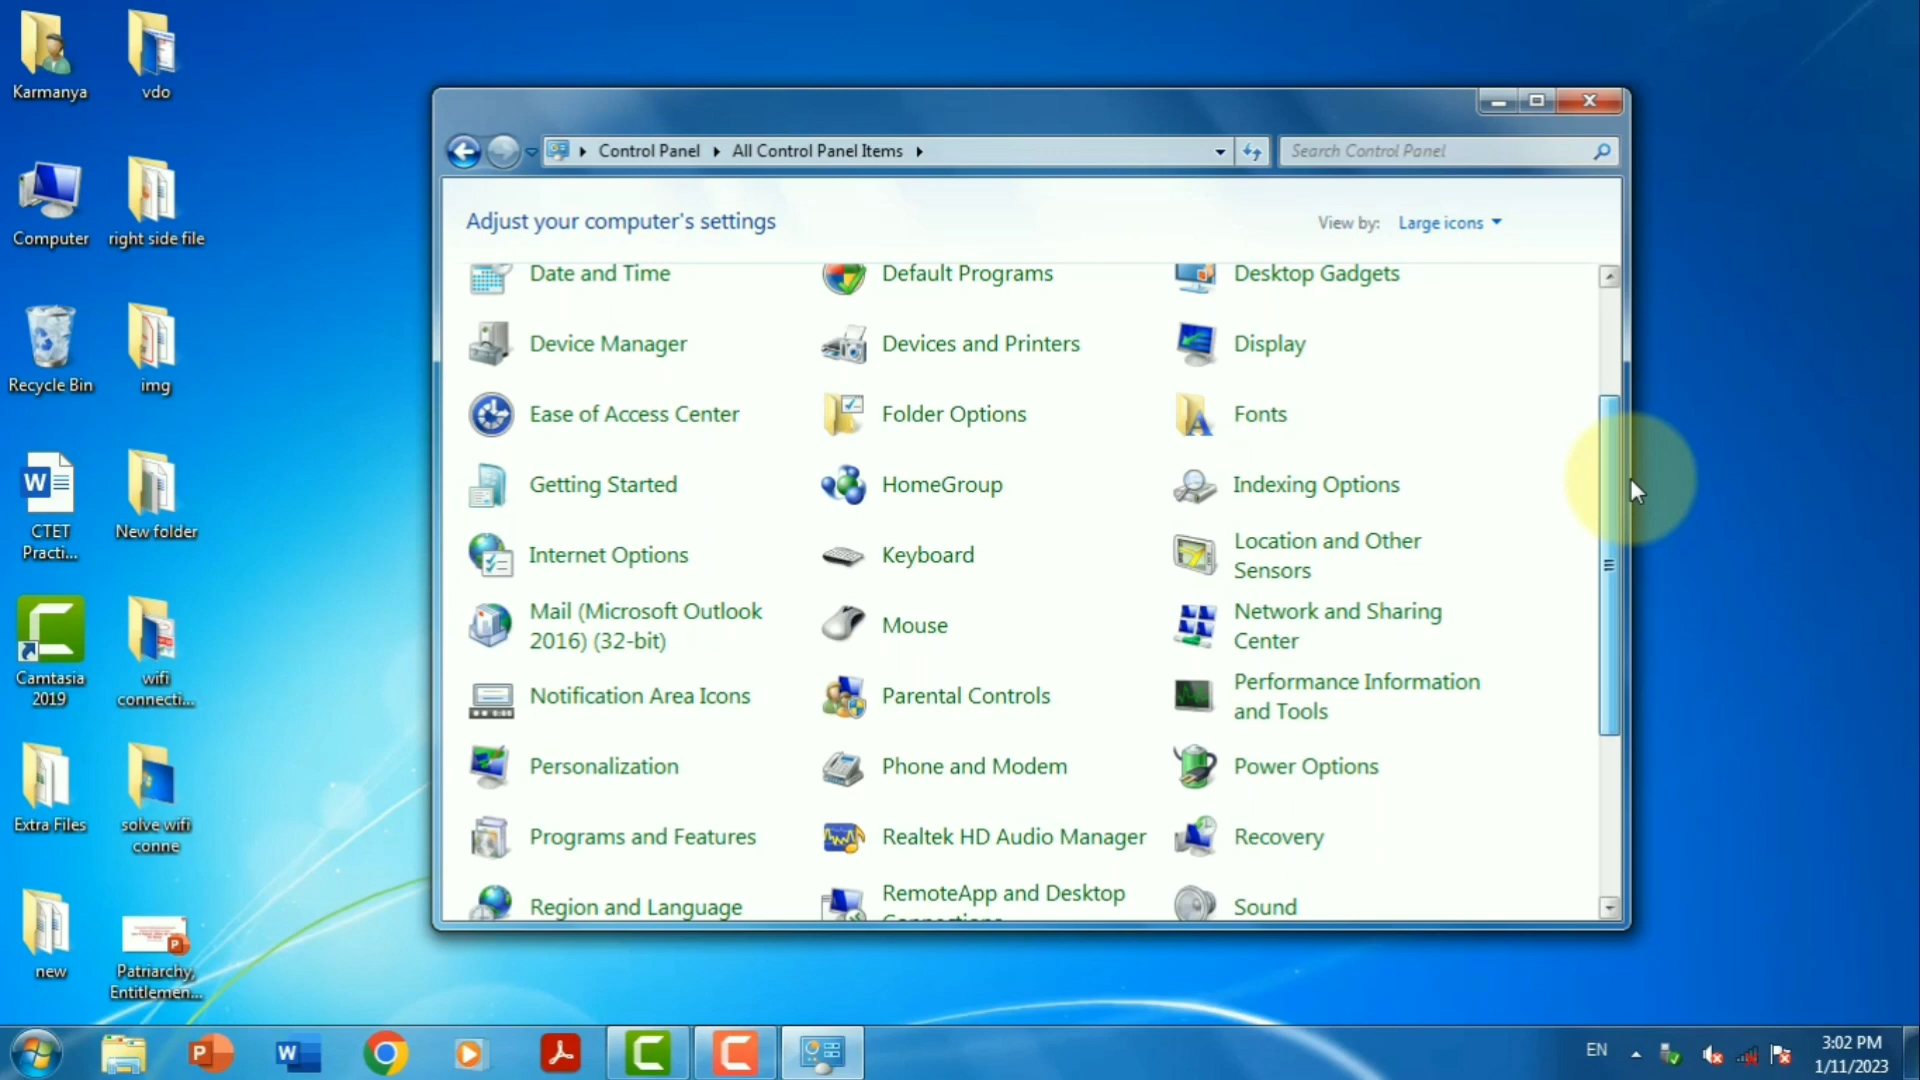 Karmanya
vdo
Computer
right side file
Recycle Bin
img
W
CTET
Practi...
New folder
Camtasia
2019
wifi
connecti...
Extra Files
solve wifi
conne
new
P
Patriarchy,
Entitlemen...
Control Panel
All Control Panel Items
Search Control Panel
Adjust your computer's settings
View by:
Large icons
Date and Time
Default Programs
Desktop Gadgets
Device Manager
Devices and Printers
Display
Ease of Access Center
Folder Options
Fonts
Getting Started
HomeGroup
Indexing Options
Internet Options
Keyboard
Location and Other
Sensors
Mail (Microsoft Outlook
2016) (32-bit)
Mouse
Network and Sharing
Center
Notification Area Icons
Parental Controls
Performance Information
and Tools
Personalization
Phone and Modem
Power Options
Programs and Features
Realtek HD Audio Manager
Recovery
Region and Language
RemoteApp and Desktop
Connections
Sound
P
W
EN
3:02 PM
1/11/2023